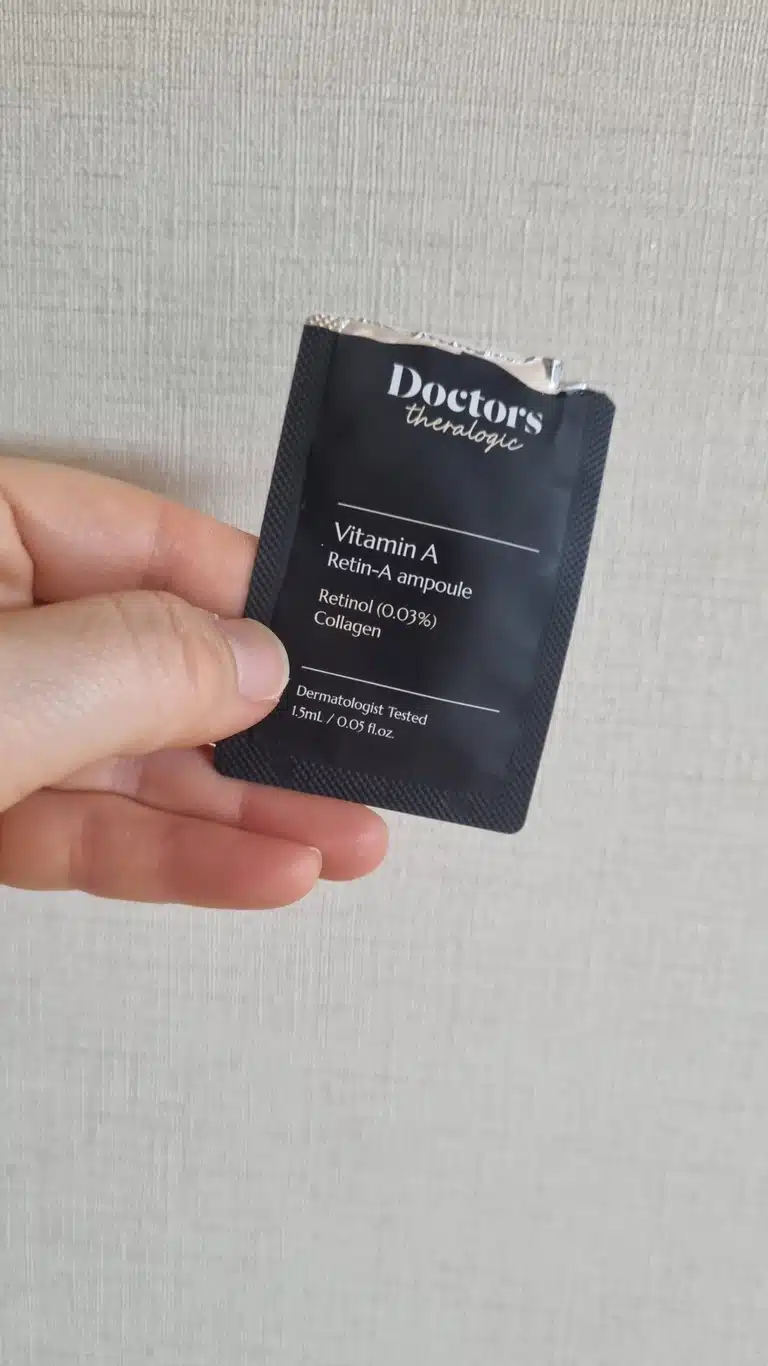 Doctors
theralogic
Vitamin A
Retin-A ampoule
Retinol (0.03%)
Collagen
Dermatologist Tested
1.5mL / 0.05 fl.oz.